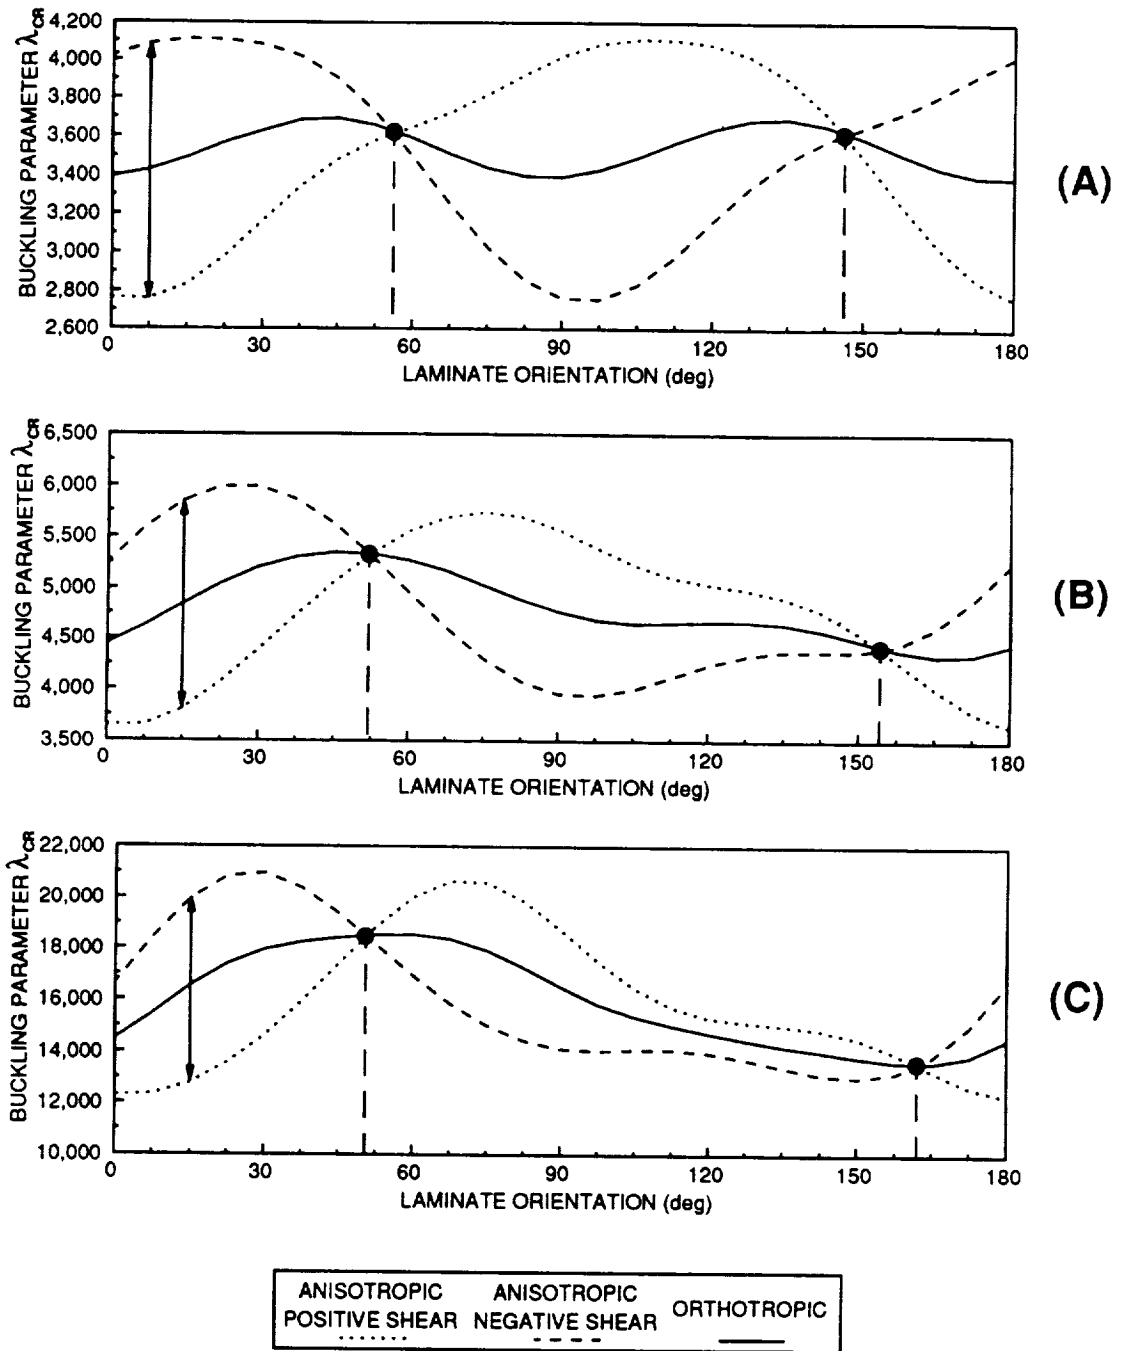 BUCKLING PARAMETER λCR
4,200
4,000
3,800
3,600
3,400
3,200
3,000
2,800
2,600
0 30 60 90 120 150 180
LAMINATE ORIENTATION (deg)
(A)
BUCKLING PARAMETER λCR
6,500
6,000
5,500
5,000
4,500
4,000
3,500
0 30 60 90 120 150 180
LAMINATE ORIENTATION (deg)
(B)
BUCKLING PARAMETER λCR
22,000
20,000
18,000
16,000
14,000
12,000
10,000
0 30 60 90 120 150 180
LAMINATE ORIENTATION (deg)
(C)
ANISOTROPIC ANISOTROPIC
POSITIVE SHEAR NEGATIVE SHEAR ORTHOTROPIC